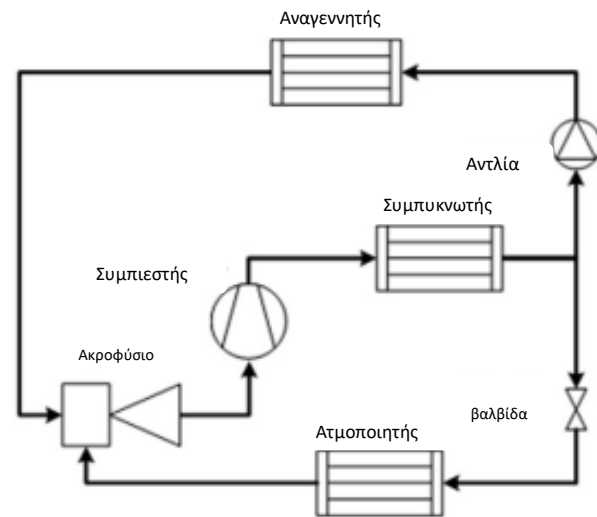 Αναγεννητής
Αντλία
Συμπυκνωτής
Συμπιεστής
Ακροφύσιο
Ατμοποιητής
βαλβίδα